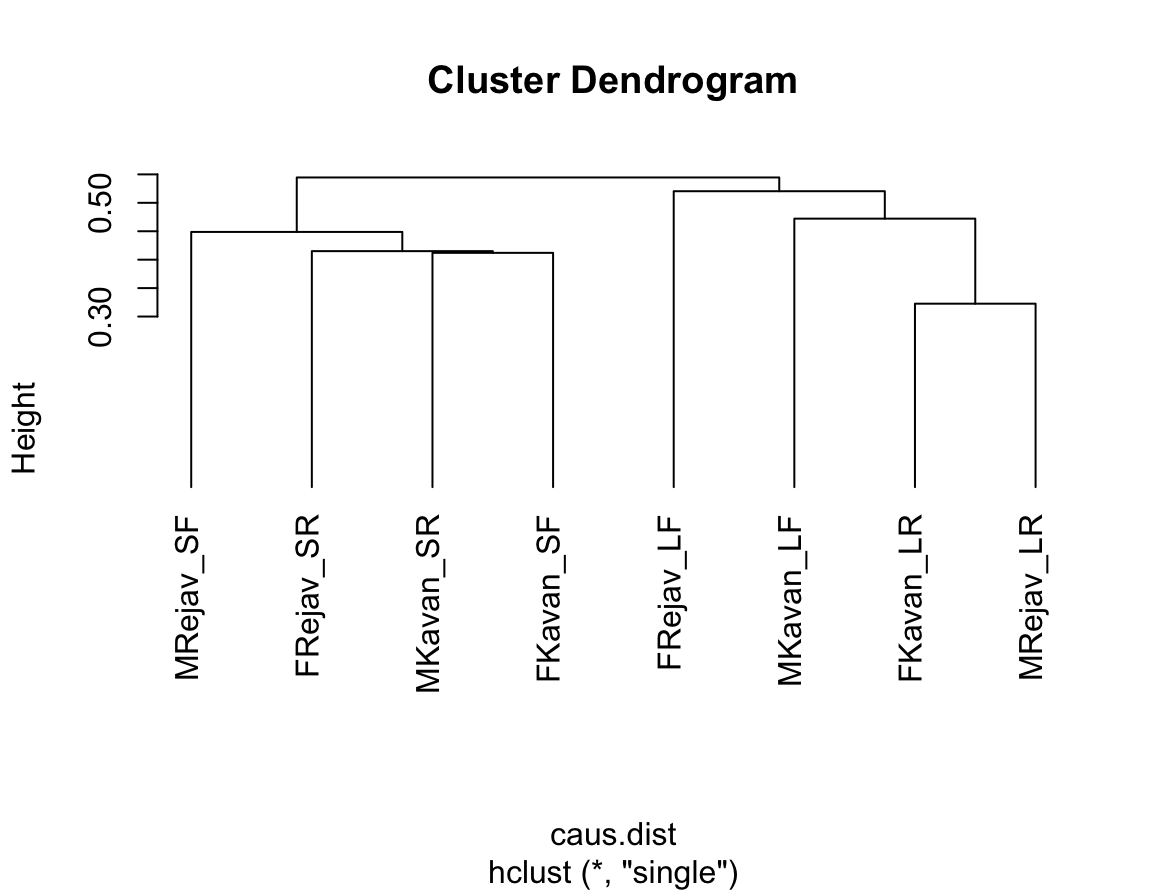 Cluster Dendrogram
0.50
0.30
Height
MRejav_SF
FRejav_SR
MKavan_SR
FKavan_SF
FRejav_LF
MKavan_LF
FKavan_LR
MRejav_LR
caus.dist
hclust (*, "single")